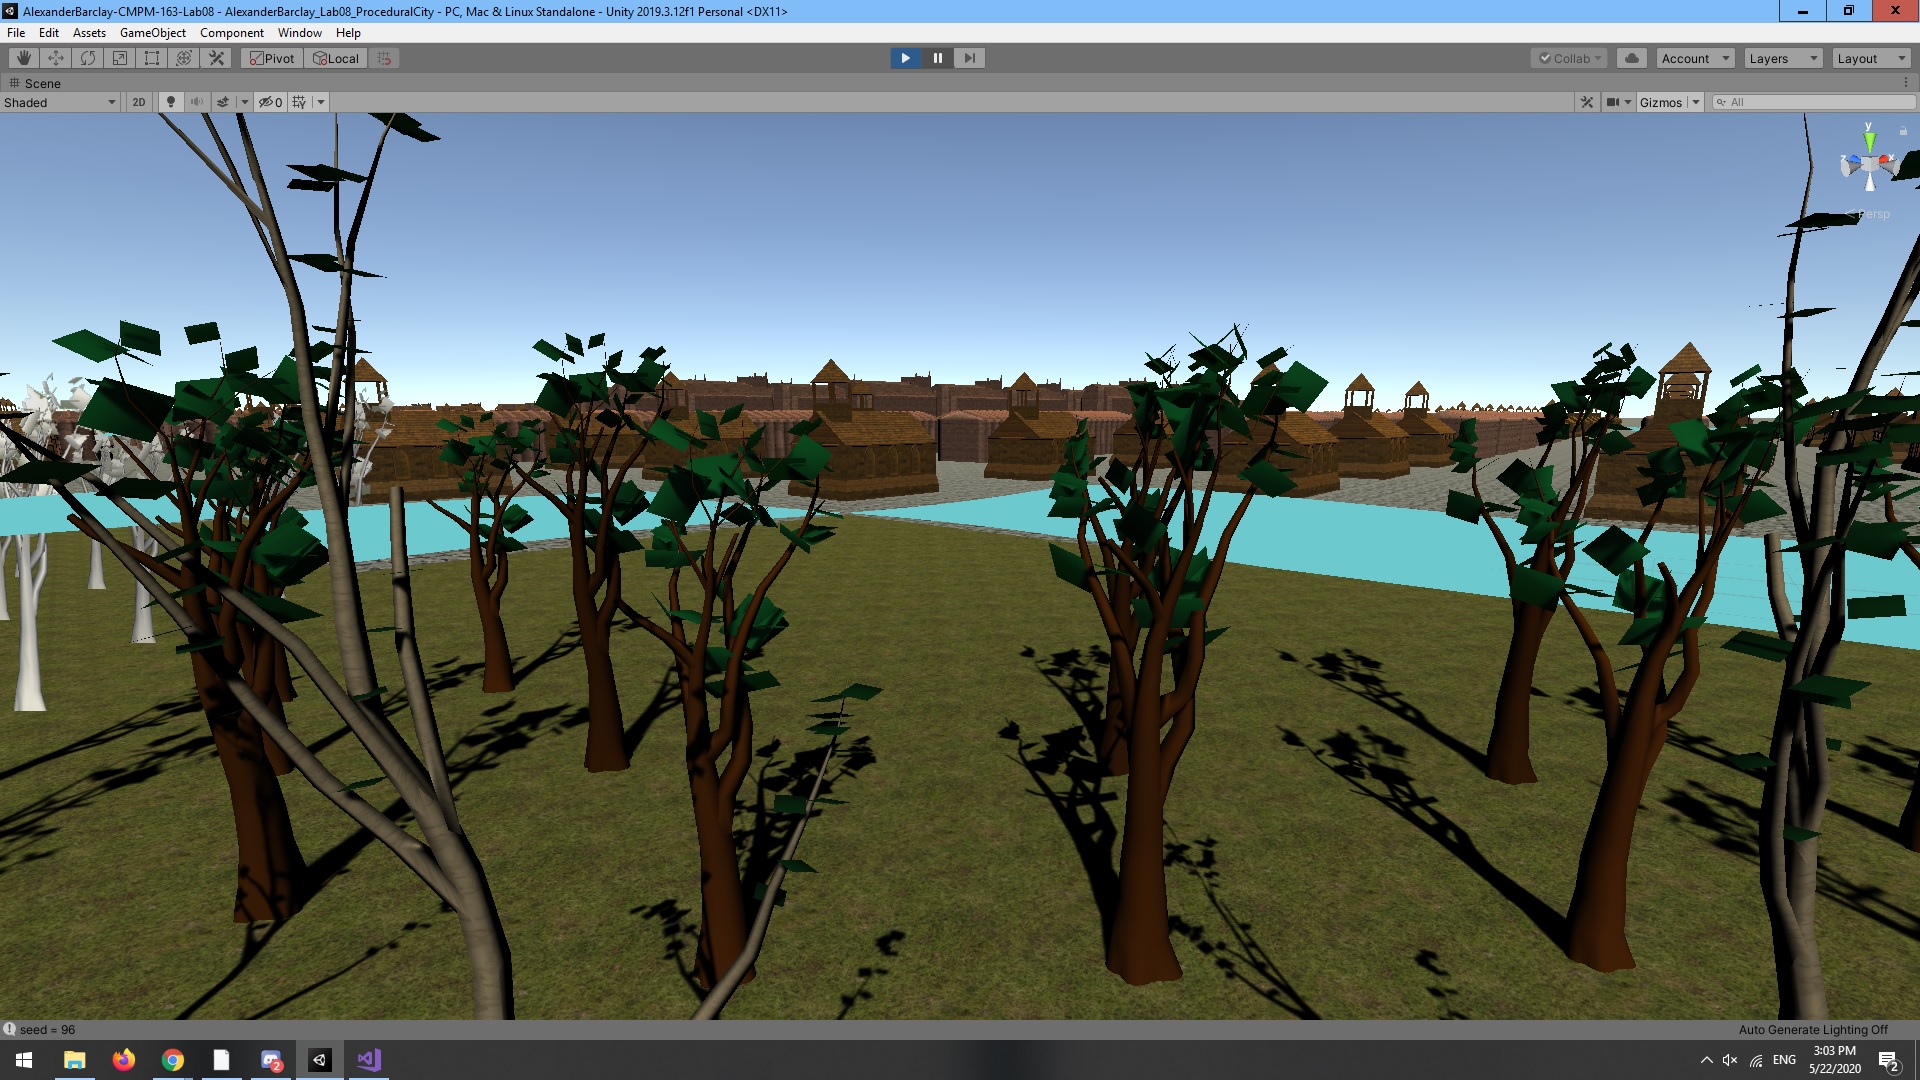 AlexanderBarclay-CMPM-163-Lab08 - AlexanderBarclay_Lab08_ProceduralCity - PC, Mac & Linux Standalone - Unity 2019.3.12f1 Personal <DX11>
File Edit Assets GameObject Component Window Help
Pivot Local Collab Account Layers Layout
Scene
Shaded 2D 0 Gizmos All
y
z x
< Persp
seed = 96 Auto Generate Lighting Off
2 ENG 3:03 PM 2
5/22/2020